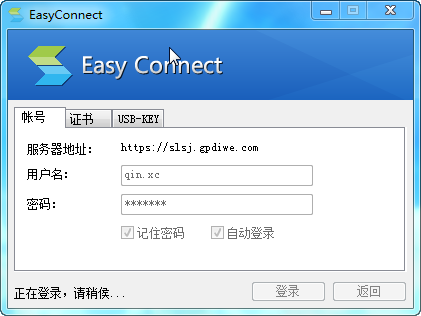 EasyConnect
Easy Connect
帐号 证书 USB-KEY
服务器地址： https://slsj.gpdiwe.com
用户名： qin.xc
密码： *******
记住密码 自动登录
正在登录，请稍侯... 登录 返回